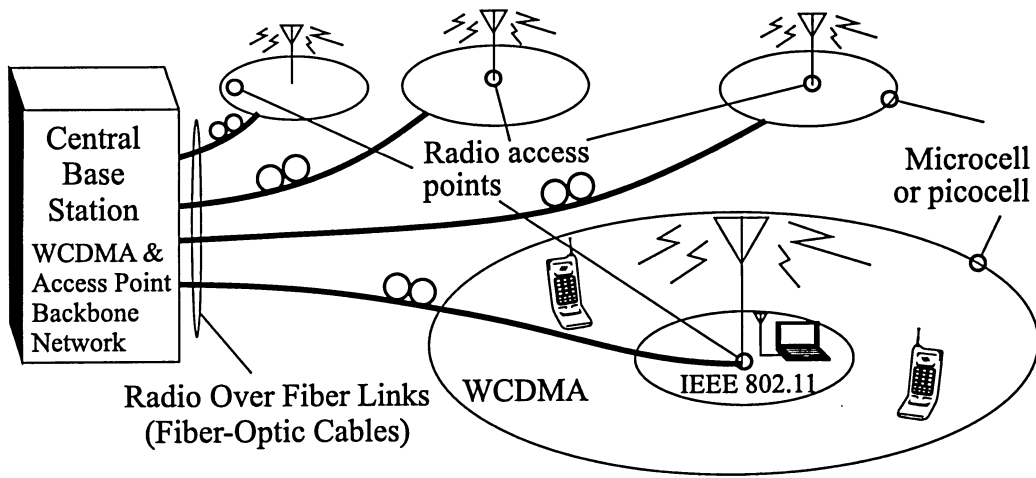 Central
Base
Station
WCDMA &
Access Point
Backbone
Network
Radio access
points
Microcell
or picocell
WCDMA
IEEE 802.11
Radio Over Fiber Links
(Fiber-Optic Cables)